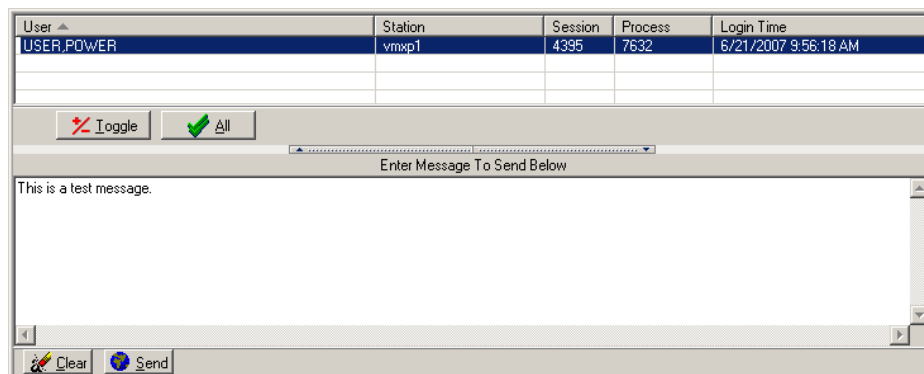 User Station Session Process Login Time
USER,POWER vmxp1 4395 7632 6/21/2007 9:56:18 AM
Toggle All
Enter Message To Send Below
This is a test message.
Clear Send